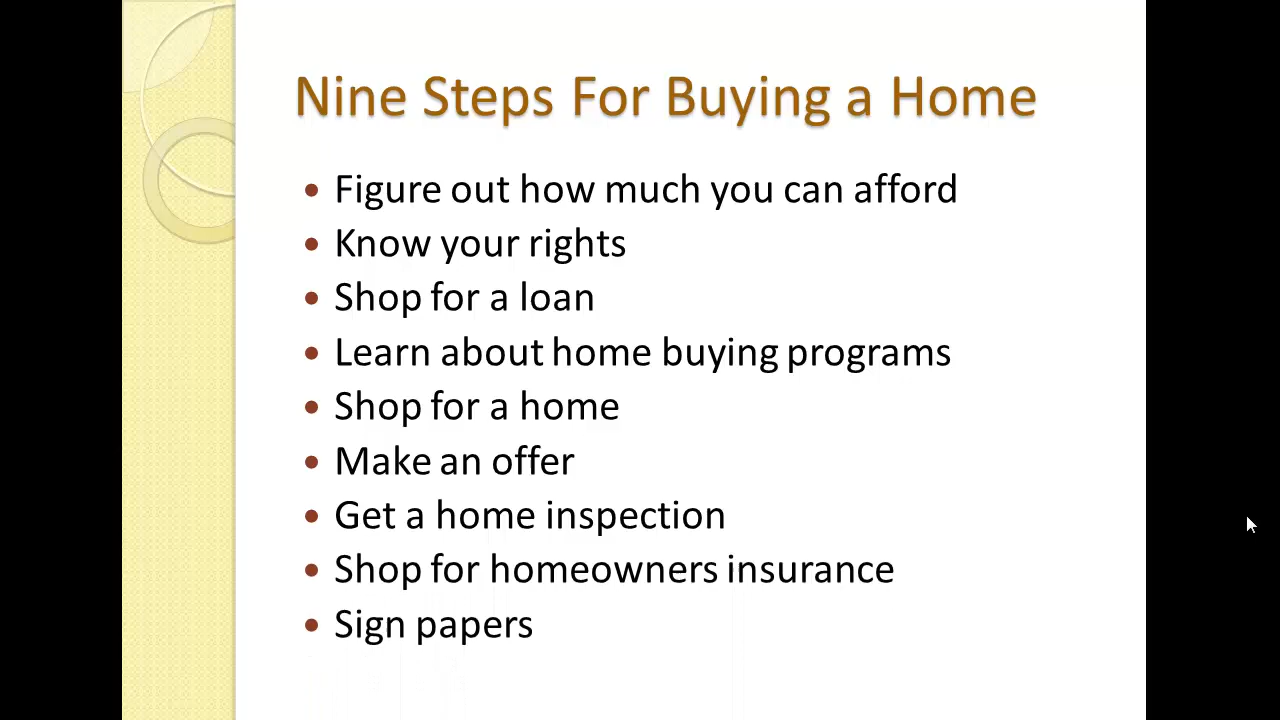 Nine Steps For Buying a Home
• Figure out how much you can afford
• Know your rights
• Shop for a loan
• Learn about home buying programs
• Shop for a home
• Make an offer
• Get a home inspection
• Shop for homeowners insurance
• Sign papers